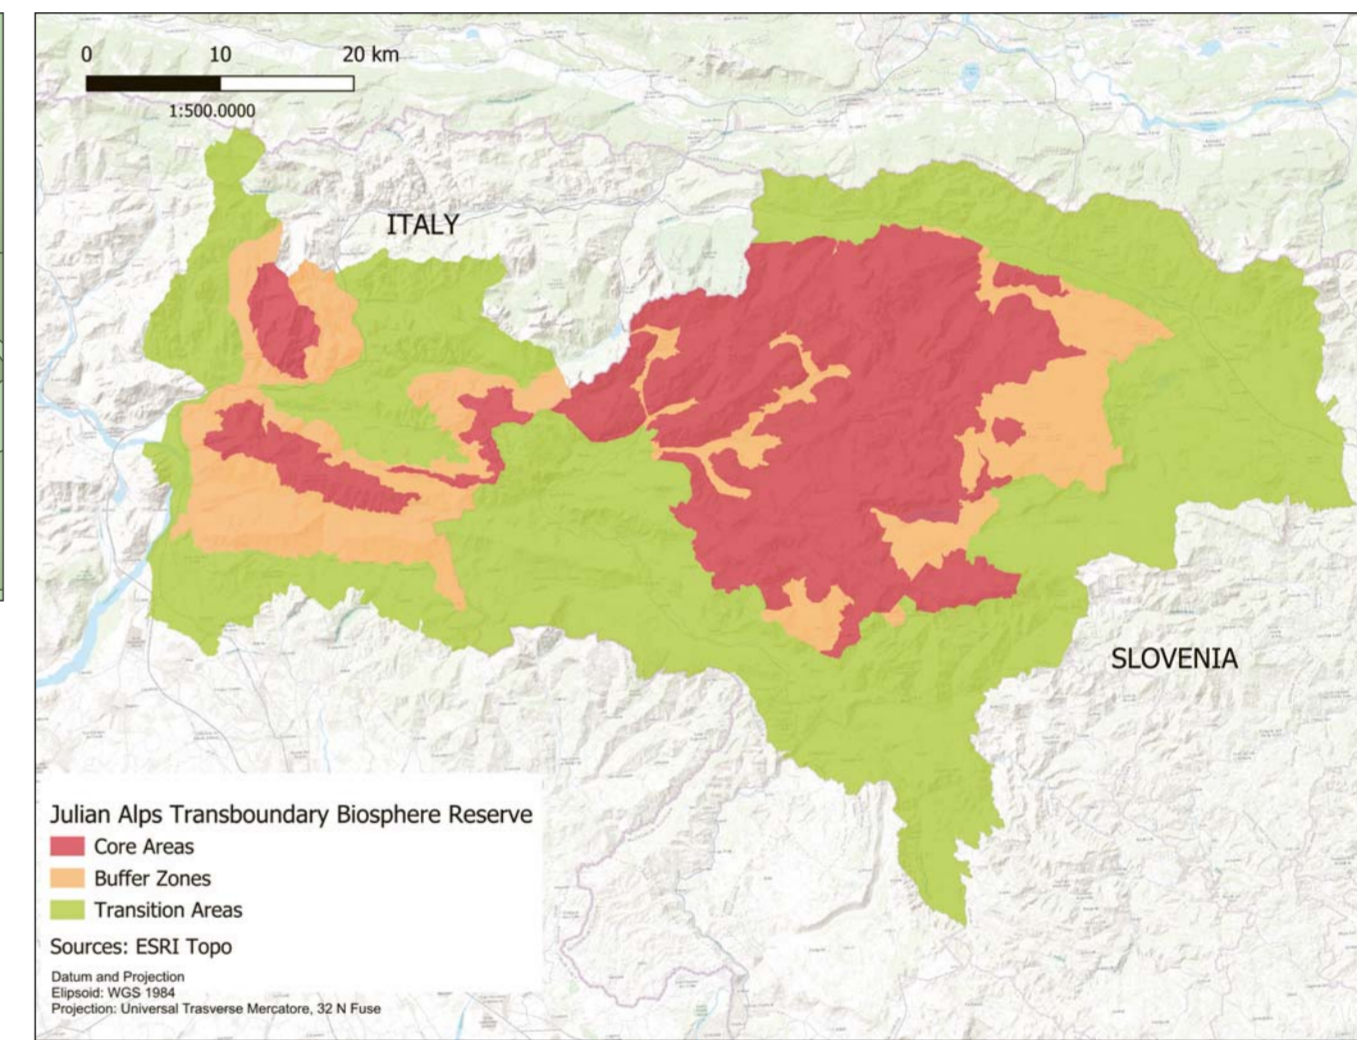 0 10 20 km
1:500.0000
ITALY
SLOVENIA
Julian Alps Transboundary Biosphere Reserve
Core Areas
Buffer Zones
Transition Areas
Sources: ESRI Topo
Datum and Projection
Elipsoid: WGS 1984
Projection: Universal Trasverse Mercatore, 32 N Fuse